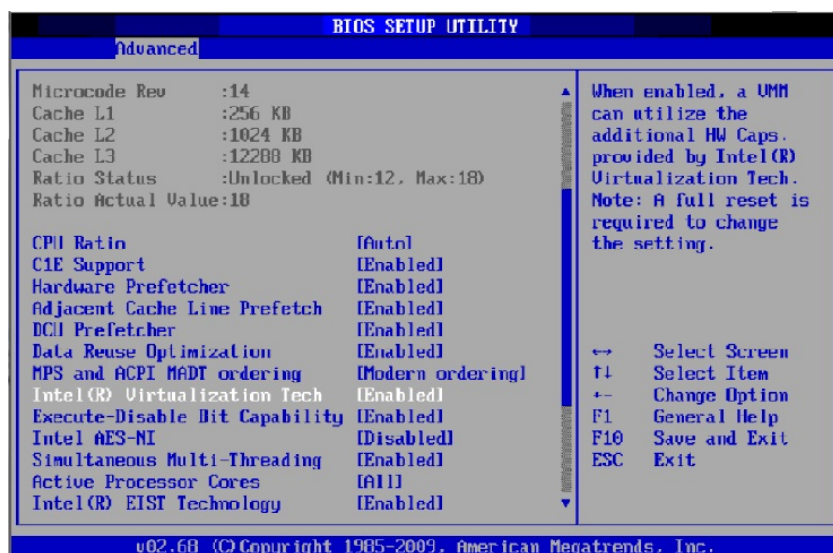 BIOS SETUP UTILITY
Advanced
Microcode Rev :14
Cache L1 :256 KB
Cache L2 :1024 KB
Cache L3 :12288 KB
Ratio Status :Unlocked (Min:12, Max:18)
Ratio Actual Value:18
CPU Ratio [Auto]
C1E Support [Enabled]
Hardware Prefetcher [Enabled]
Adjacent Cache Line Prefetch [Enabled]
DCU Prefetcher [Enabled]
Data Reuse Optimization [Enabled]
MPS and ACPI MADT ordering [Modern ordering]
Intel(R) Virtualization Tech [Enabled]
Execute-Disable Bit Capability [Enabled]
Intel AES-NI [Disabled]
Simultaneous Multi-Threading [Enabled]
Active Processor Cores [All]
Intel(R) EIST Technology [Enabled]
When enabled, a VMM
can utilize the
additional HW Caps.
provided by Intel(R)
Virtualization Tech.
Note: A full reset is
required to change
the setting.
↔ Select Screen
↑↓ Select Item
+- Change Option
F1 General Help
F10 Save and Exit
ESC Exit
v02.68 (C)Copyright 1985-2009, American Megatrends, Inc.